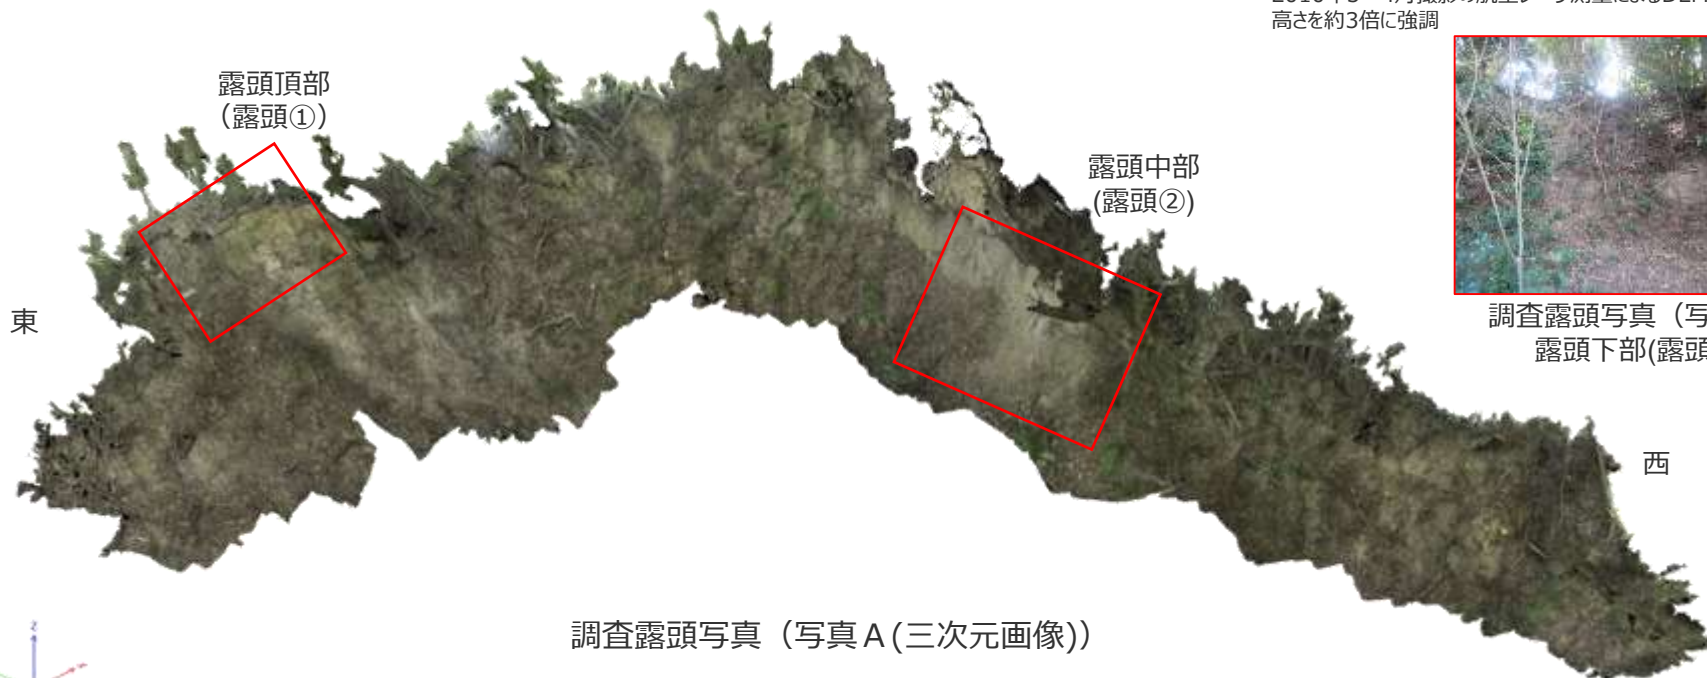 高さを約3倍に強調
露頭頂部
(露頭①)
露頭中部
(露頭②)
東
調査露頭写真（写
露頭下部(露頭
西
調査露頭写真（写真A(三次元画像)）
z